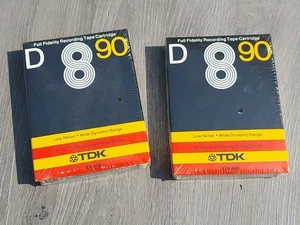 Full Fidelity Recording Tape Cartridge
D 8 90
Low Noise • Wide Dynamic Range
TDK
Full Fidelity Recording Tape Cartridge
D 8 90
Low Noise • Wide Dynamic Range
TDK